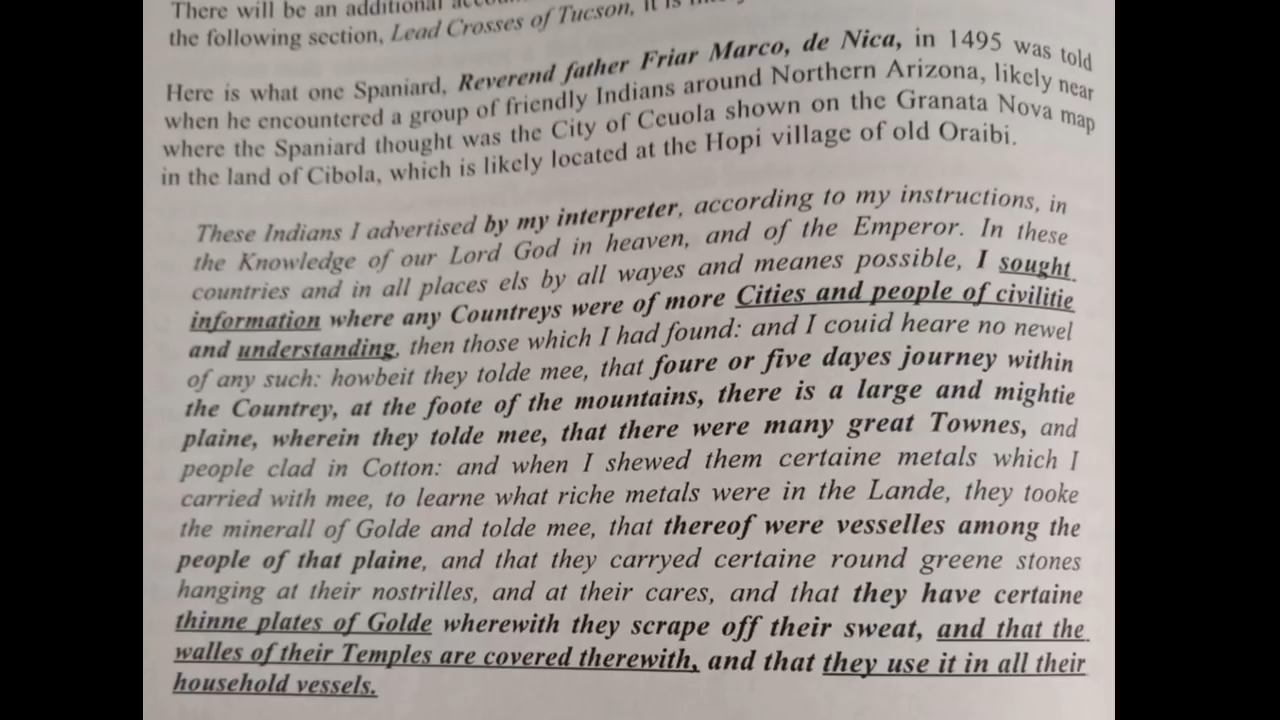 There will be an additional
the following section, Lead Crosses of Tucson, it is
Here is what one Spaniard, Reverend father Friar Marco, de Nica, in 1495 was told
when he encountered a group of friendly Indians around Northern Arizona, likely near
where the Spaniard thought was the City of Ceuola shown on the Granata Nova map
in the land of Cibola, which is likely located at the Hopi village of old Oraibi.
These Indians I advertised by my interpreter, according to my instructions, in
the Knowledge of our Lord God in heaven, and of the Emperor. In these
countries and in all places els by all wayes and meanes possible, I sought
information where any Countreys were of more Cities and people of civilitie
and understanding, then those which I had found: and I couid heare no newel
of any such: howbeit they tolde mee, that foure or five dayes journey within
the Countrey, at the foote of the mountains, there is a large and mightie
plaine, wherein they tolde mee, that there were many great Townes, and
people clad in Cotton: and when I shewed them certaine metals which I
carried with mee, to learne what riche metals were in the Lande, they tooke
the minerall of Golde and tolde mee, that thereof were vesselles among the
people of that plaine, and that they carryed certaine round greene stones
hanging at their nostrilles, and at their cares, and that they have certaine
thinne plates of Golde wherewith they scrape off their sweat, and that the
walles of their Temples are covered therewith, and that they use it in all their
household vessels.